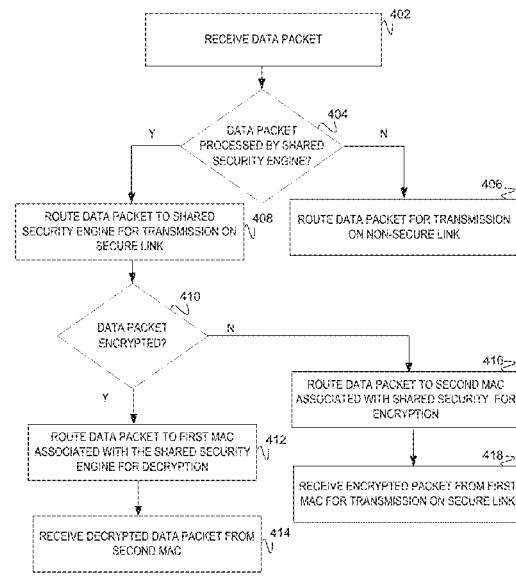 402
RECEIVE DATA PACKET
404
DATA PACKET
PROCESSED BY SHARED
SECURITY ENGINE?
Y
N
406
ROUTE DATA PACKET TO SHARED
SECURITY ENGINE FOR TRANSMISSION ON
SECURE LINK
408
ROUTE DATA PACKET FOR TRANSMISSION
ON NON-SECURE LINK
410
DATA PACKET
ENCRYPTED?
N
Y
416
ROUTE DATA PACKET TO SECOND MAC
ASSOCIATED WITH SHARED SECURITY FOR
ENCRYPTION
ROUTE DATA PACKET TO FIRST MAC
ASSOCIATED WITH THE SHARED SECURITY
ENGINE FOR DECRYPTION
412
418
RECEIVE ENCRYPTED PACKET FROM FIRST
MAC FOR TRANSMISSION ON SECURE LINK
RECEIVE DECRYPTED DATA PACKET FROM
SECOND MAC
414